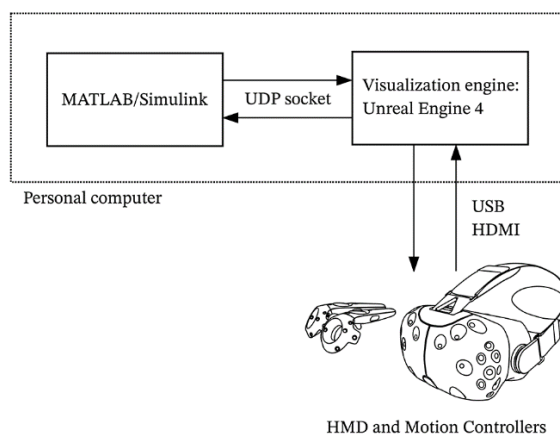 MATLAB/Simulink
UDP socket
Visualization engine:
Unreal Engine 4
Personal computer
USB
HDMI
HMD and Motion Controllers